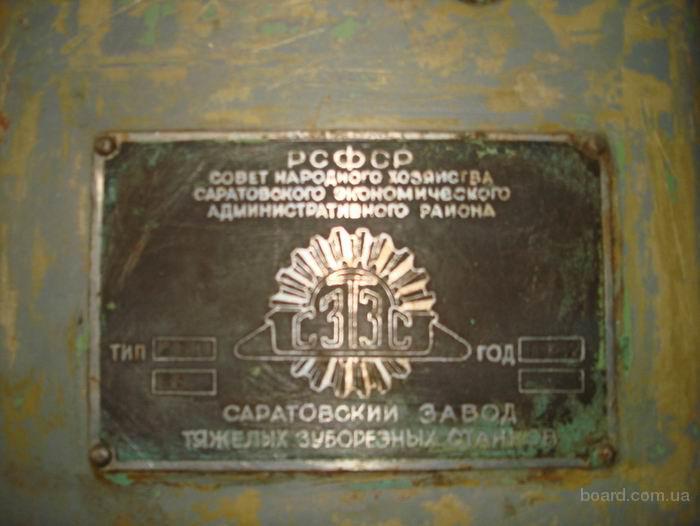 РСФСР
СОВЕТ НАРОДНОГО ХОЗЯЙСТВА
САРАТОВСКОГО ЭКОНОМИЧЕСКОГО
АДМИНИСТРАТИВНОГО РАЙОНА
СЗТЗС
ТИП ГОД
САРАТОВСКИЙ ЗАВОД
ТЯЖЕЛЫХ ЗУБОРЕЗНЫХ СТАНКОВ
board.com.ua